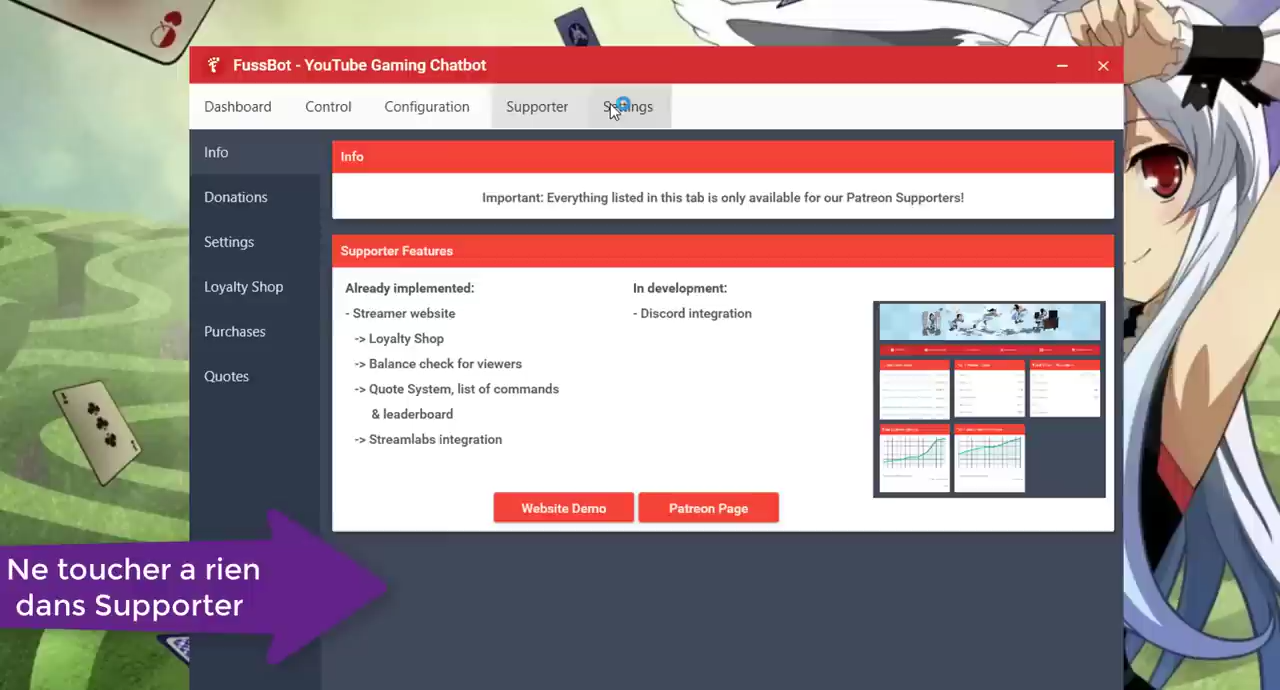 FussBot - YouTube Gaming Chatbot
Dashboard Control Configuration Supporter Settings
Info
Donations
Settings
Loyalty Shop
Purchases
Quotes
Info
Important: Everything listed in this tab is only available for our Patreon Supporters!
Supporter Features
Already implemented:
- Streamer website
-> Loyalty Shop
-> Balance check for viewers
-> Quote System, list of commands
& leaderboard
-> Streamlabs integration
In development:
- Discord integration
Website Demo
Patreon Page
Ne toucher a rien
dans Supporter